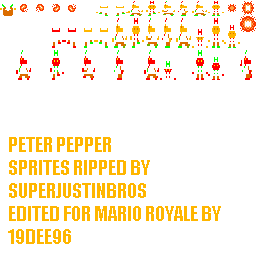 PETER PEPPER
SPRITES RIPPED BY
SUPERJUSTINBROS
EDITED FOR MARIO ROYALE BY
19DEE96